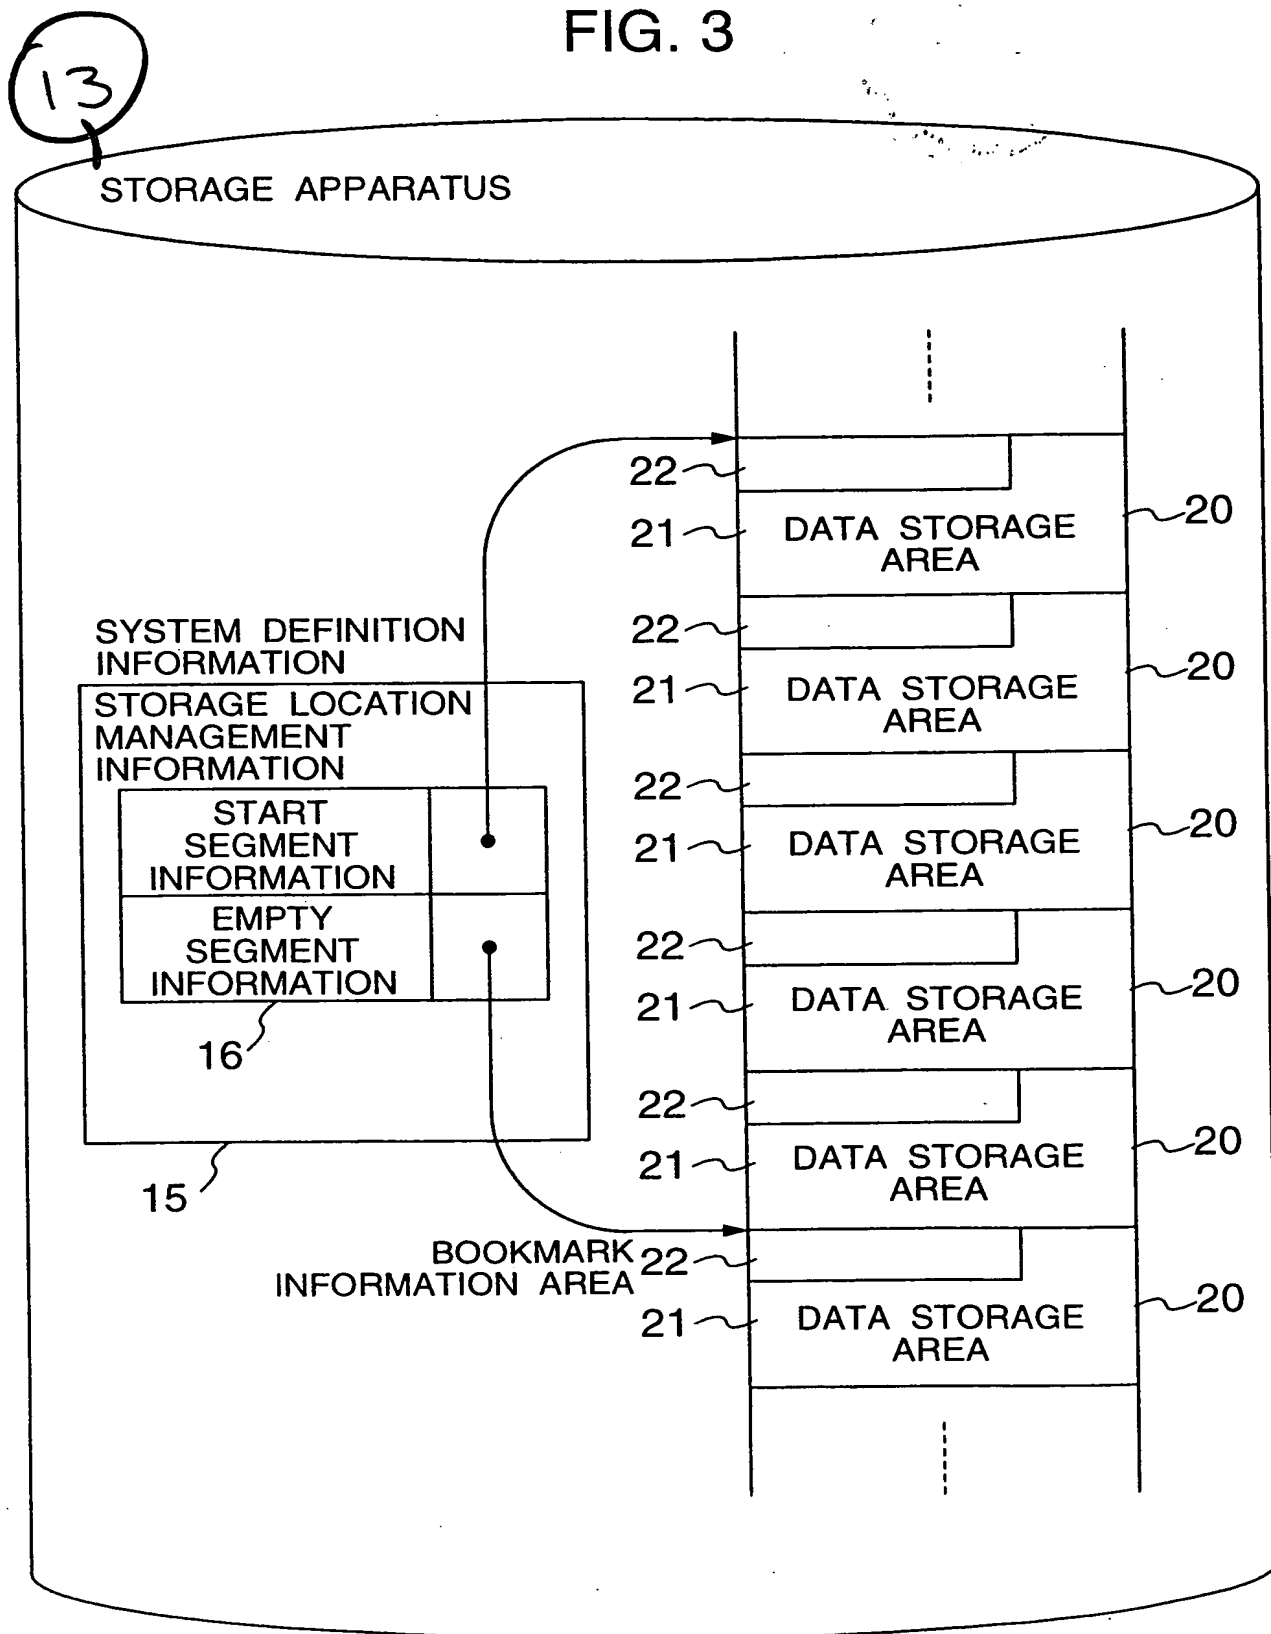 FIG. 3
13
STORAGE APPARATUS
22
21
DATA STORAGE
AREA
20
22
21
DATA STORAGE
AREA
20
22
21
DATA STORAGE
AREA
20
22
21
DATA STORAGE
AREA
20
22
21
DATA STORAGE
AREA
20
BOOKMARK
INFORMATION AREA
22
21
DATA STORAGE
AREA
20
SYSTEM DEFINITION
INFORMATION
STORAGE LOCATION
MANAGEMENT
INFORMATION
START
SEGMENT
INFORMATION
EMPTY
SEGMENT
INFORMATION
16
15